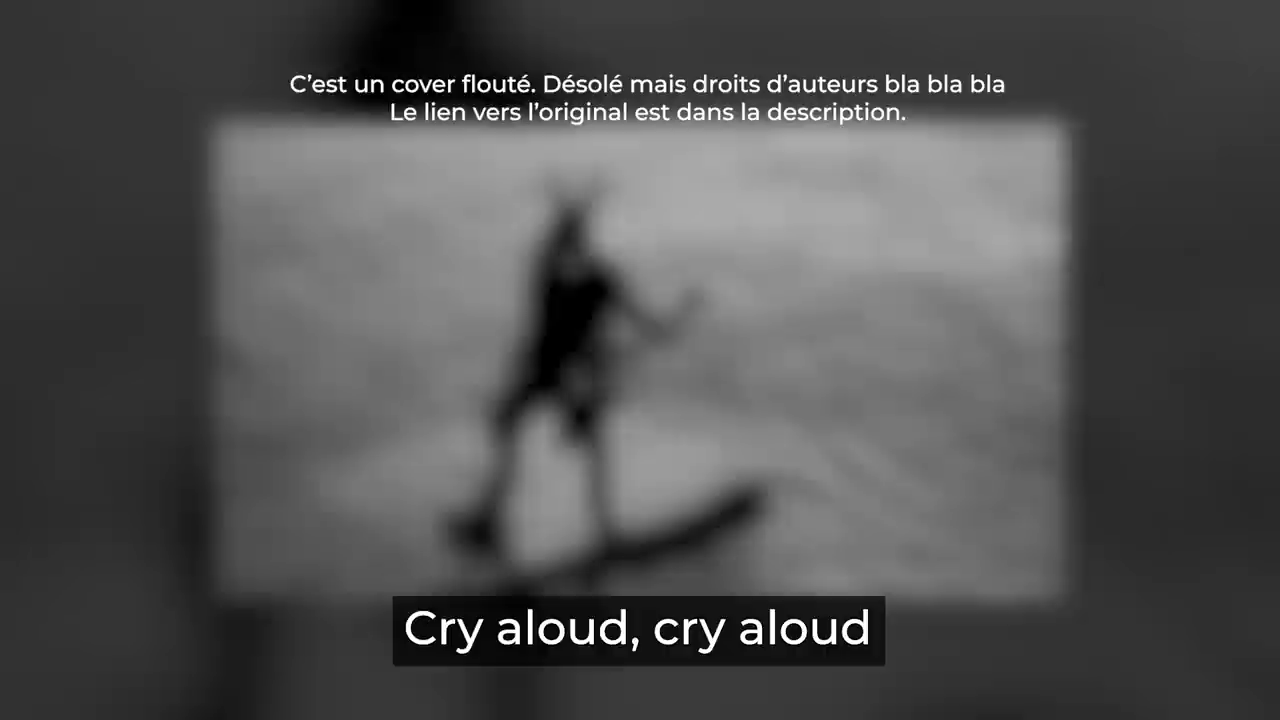 C’est un cover flouté. Désolé mais droits d’auteurs bla bla bla
Le lien vers l’original est dans la description.
Cry aloud, cry aloud